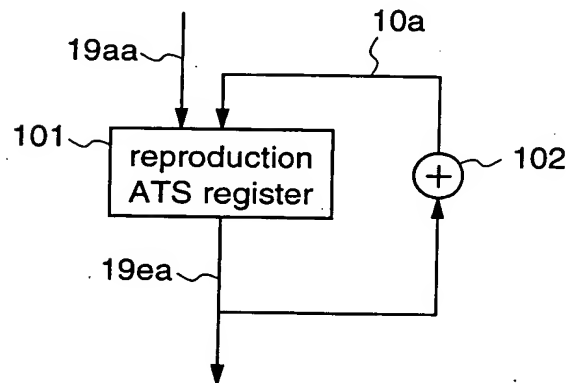 10a
19aa
101
reproduction
ATS register
102
+
19ea